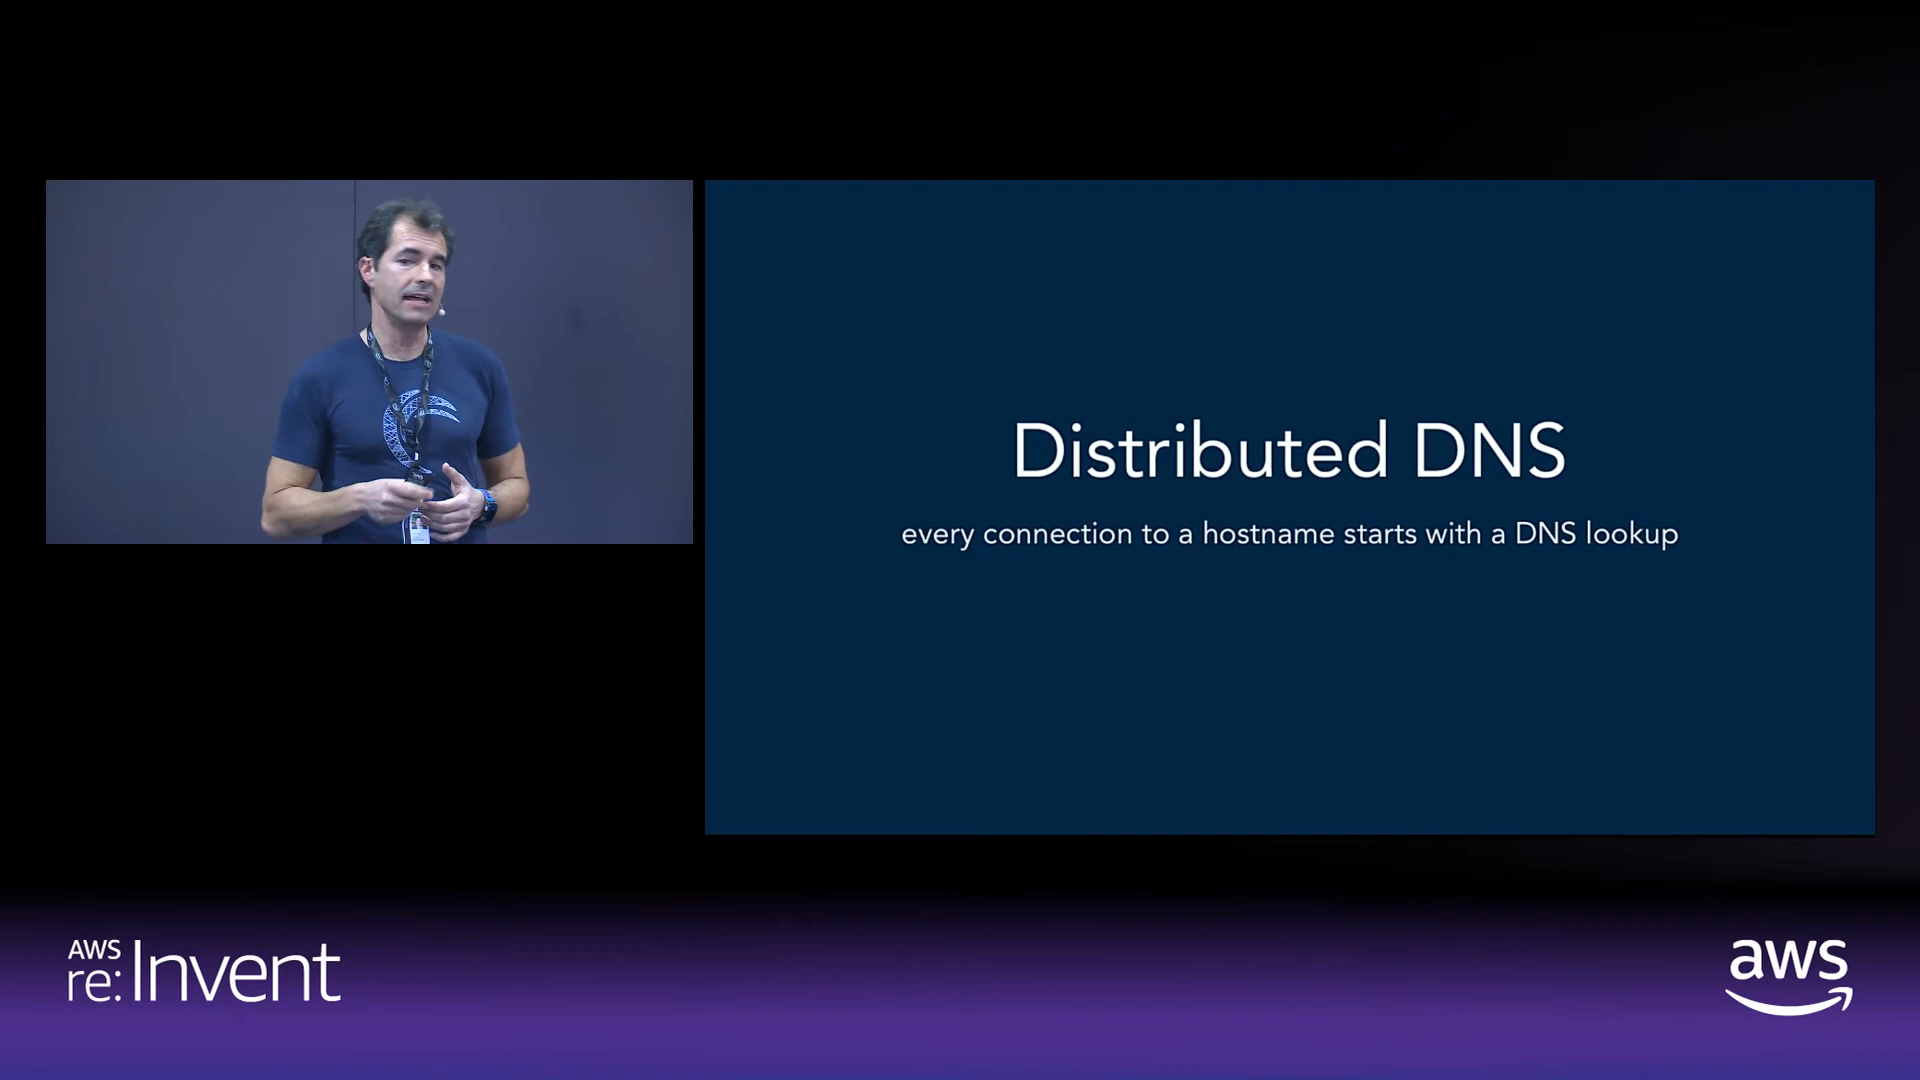 Distributed DNS
every connection to a hostname starts with a DNS lookup
AWS
re:Invent
aws